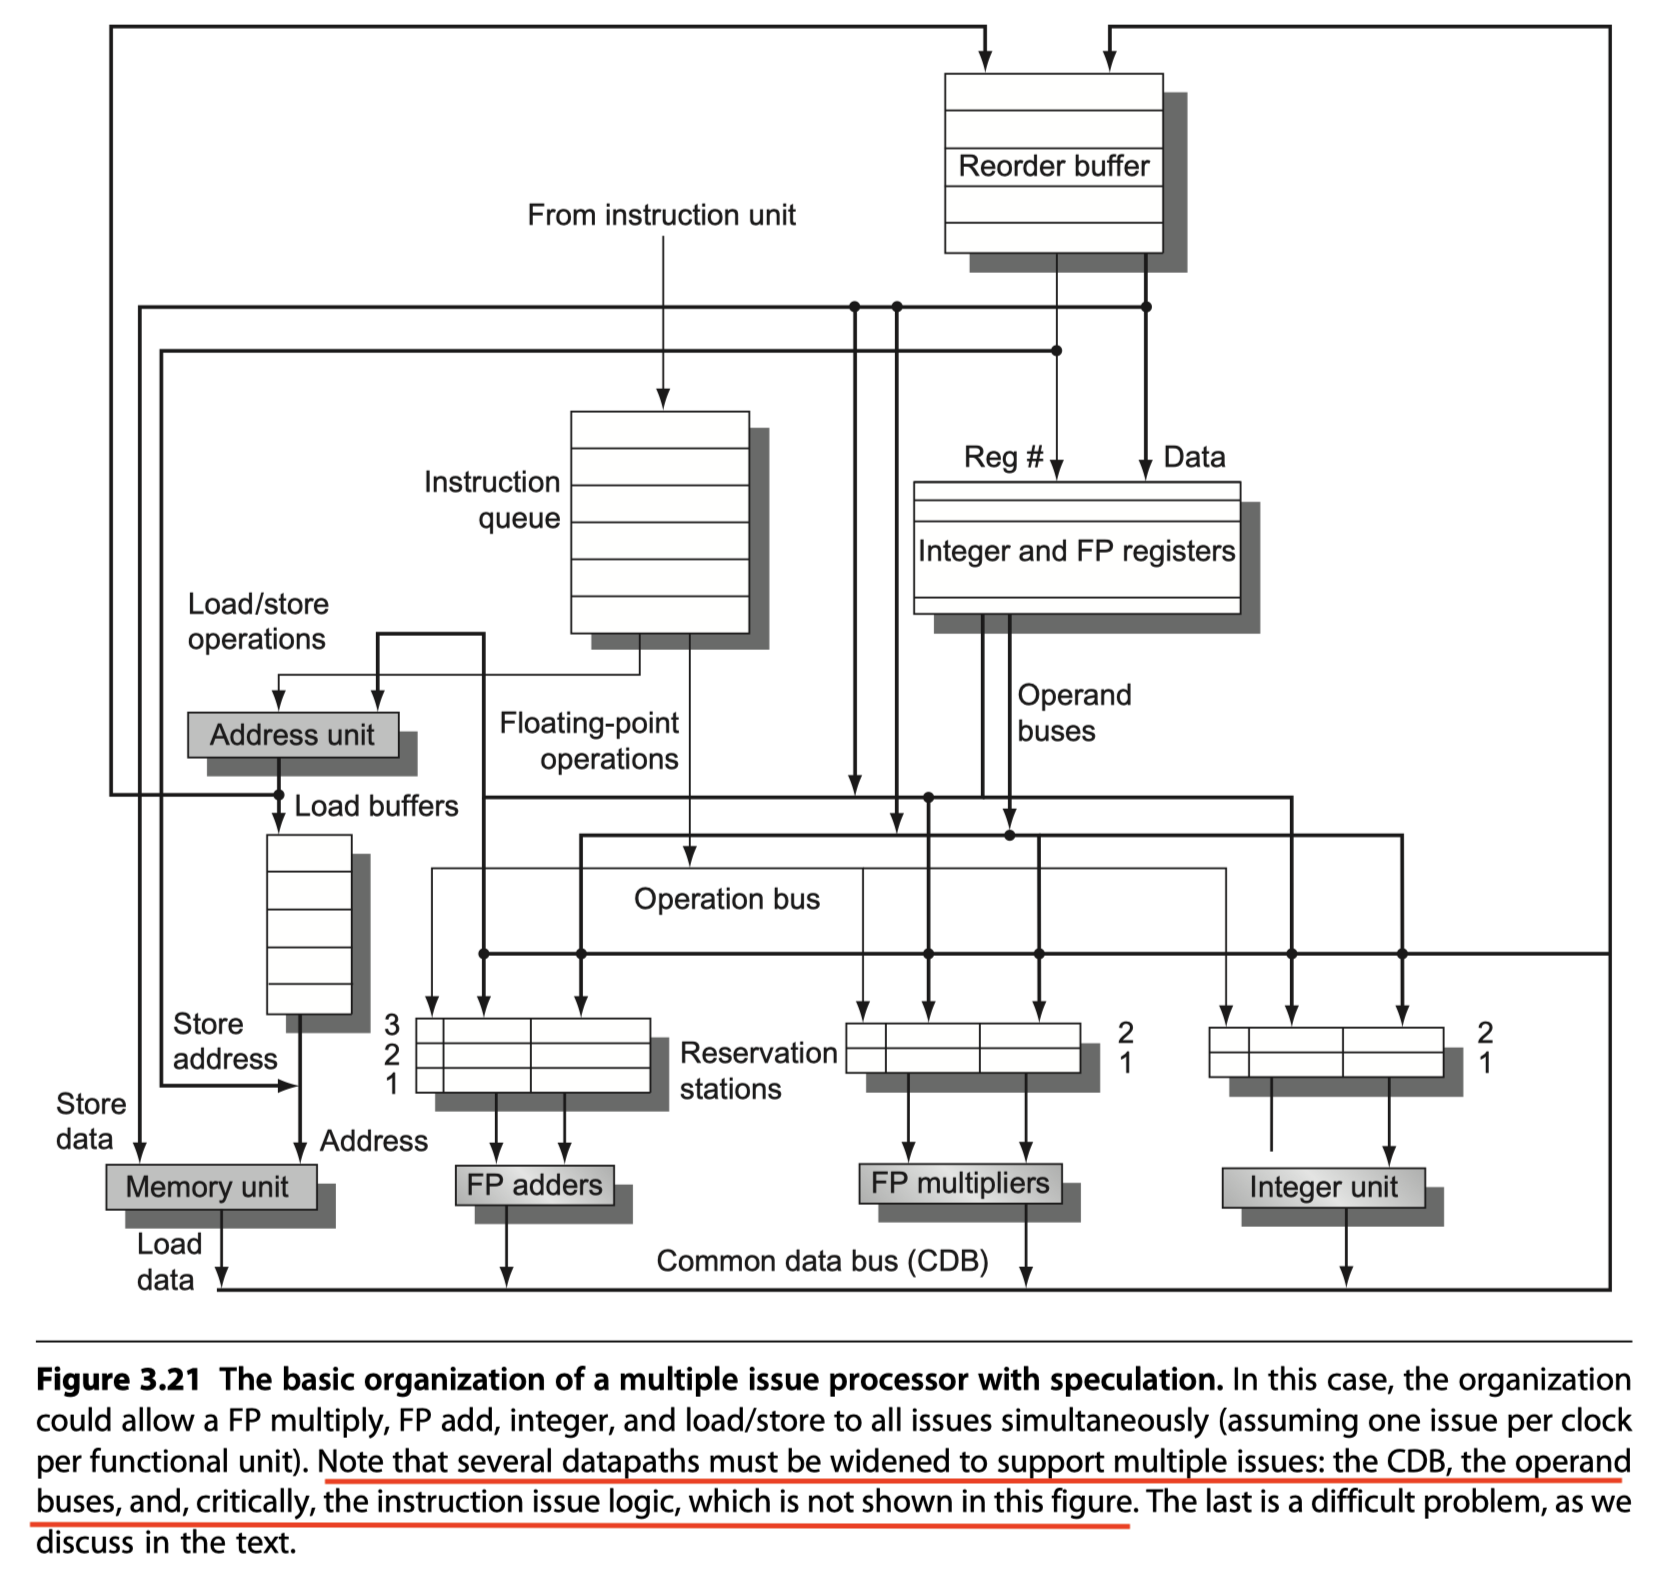 Reorder buffer
From instruction unit
Reg #
Data
Instruction
queue
Integer and FP registers
Load/store
operations
Operand
buses
Address unit
Floating-point
operations
Load buffers
Operation bus
Store
address
3
2
1
Reservation
stations
2
1
2
1
Store
data
Address
Memory unit
FP adders
FP multipliers
Integer unit
Load
data
Common data bus (CDB)
Figure 3.21 The basic organization of a multiple issue processor with speculation. In this case, the organization
could allow a FP multiply, FP add, integer, and load/store to all issues simultaneously (assuming one issue per clock
per functional unit). Note that several datapaths must be widened to support multiple issues: the CDB, the operand
buses, and, critically, the instruction issue logic, which is not shown in this figure. The last is a difficult problem, as we
discuss in the text.